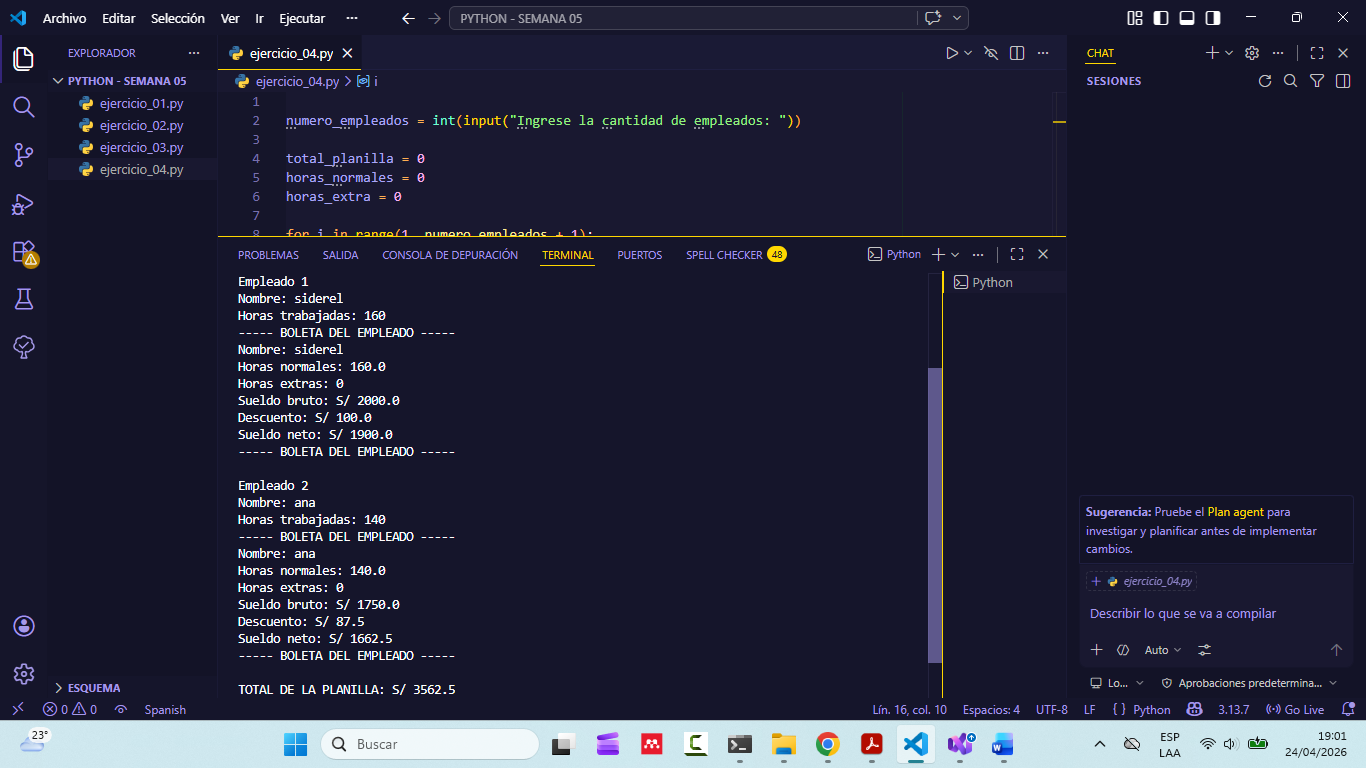 Archivo Editar Selección Ver Ir Ejecutar ···
PYTHON - SEMANA 05
EXPLORADOR ···
PYTHON - SEMANA 05
ejercicio_01.py
ejercicio_02.py
ejercicio_03.py
ejercicio_04.py
ESQUEMA
ejercicio_04.py
ejercicio_04.py > i
1
2 numero_empleados = int(input("Ingrese la cantidad de empleados: "))
3
4 total_planilla = 0
5 horas_normales = 0
6 horas_extra = 0
7
8 for i in range(1, numero_empleados + 1):
PROBLEMAS SALIDA CONSOLA DE DEPURACIÓN TERMINAL PUERTOS SPELL CHECKER 48
Python
Python
Empleado 1
Nombre: siderel
Horas trabajadas: 160
----- BOLETA DEL EMPLEADO -----
Nombre: siderel
Horas normales: 160.0
Horas extras: 0
Sueldo bruto: S/ 2000.0
Descuento: S/ 100.0
Sueldo neto: S/ 1900.0
----- BOLETA DEL EMPLEADO -----
Empleado 2
Nombre: ana
Horas trabajadas: 140
----- BOLETA DEL EMPLEADO -----
Nombre: ana
Horas normales: 140.0
Horas extras: 0
Sueldo bruto: S/ 1750.0
Descuento: S/ 87.5
Sueldo neto: S/ 1662.5
----- BOLETA DEL EMPLEADO -----
TOTAL DE LA PLANILLA: S/ 3562.5
CHAT
SESIONES
Sugerencia: Pruebe el Plan agent para
investigar y planificar antes de implementar
cambios.
ejercicio_04.py
Describir lo que se va a compilar
Auto
Lo... Aprobaciones predetermina...
0 0 Spanish
Lín. 16, col. 10 Espacios: 4 UTF-8 LF { } Python 3.13.7 Go Live
23°
Buscar
ESP
LAA
19:01
24/04/2026